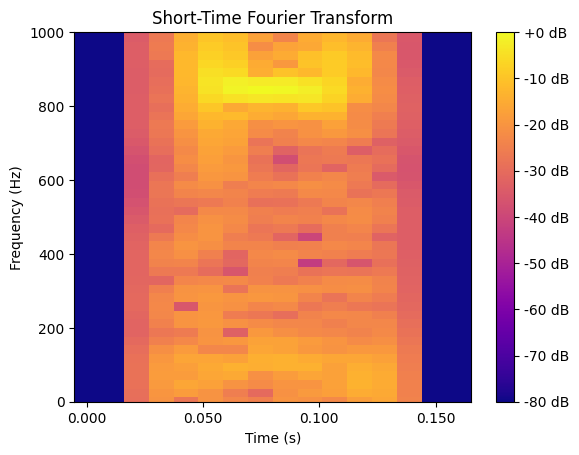 Short-Time Fourier Transform
Frequency (Hz)
1000
800
600
400
200
0
0.000
0.050
0.100
0.150
Time (s)
+0 dB
-10 dB
-20 dB
-30 dB
-40 dB
-50 dB
-60 dB
-70 dB
-80 dB